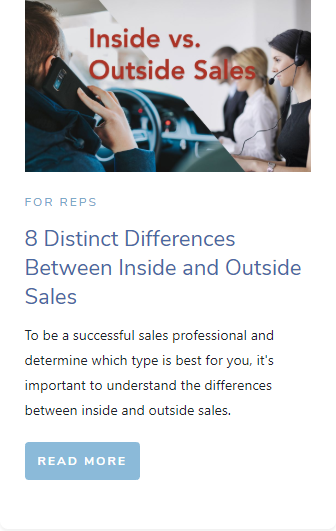 Inside vs.
Outside Sales
FOR REPS
8 Distinct Differences
Between Inside and Outside
Sales
To be a successful sales professional and
determine which type is best for you, it's
important to understand the differences
between inside and outside sales.
READ MORE